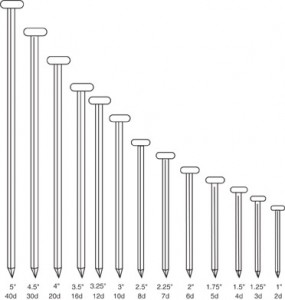 5" 4.5" 4" 3.5" 3.25" 3" 2.5" 2.25" 2" 1.75" 1.5" 1.25" 1"
40d 30d 20d 16d 12d 10d 8d 7d 6d 5d 4d 3d 2d